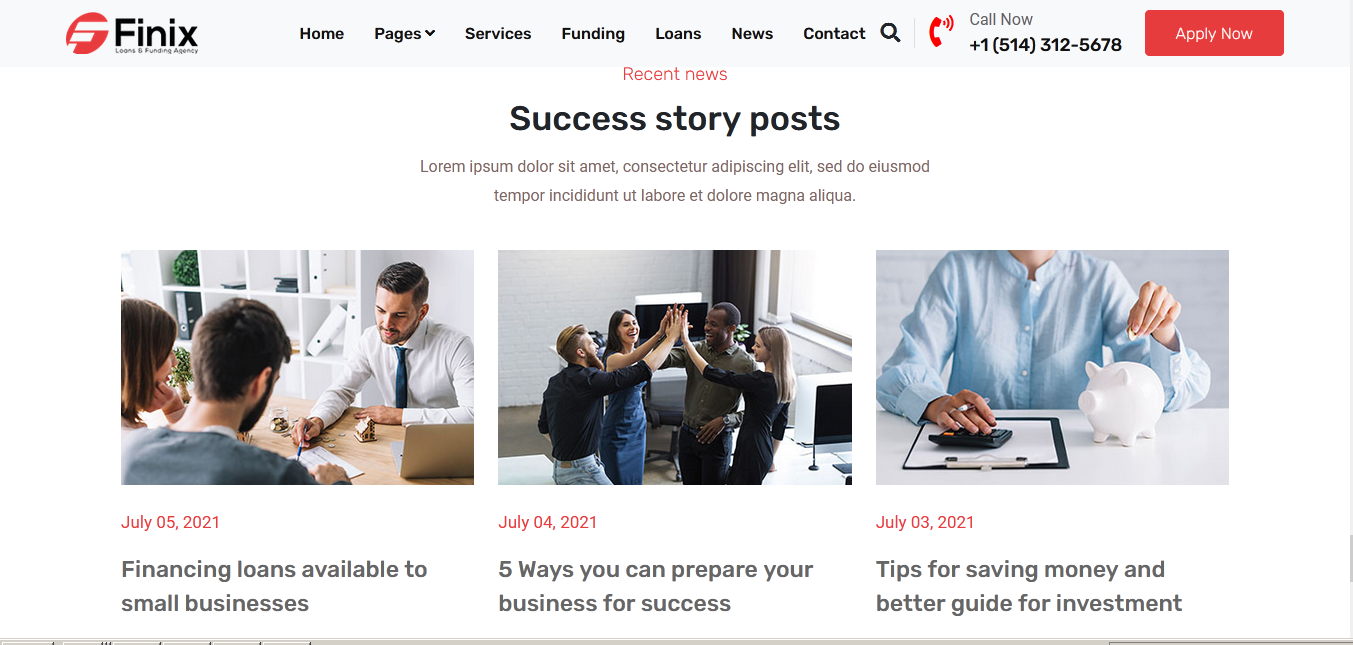 Finix
Loans & Funding Agency
Home Pages Services Funding Loans News Contact
Call Now
+1 (514) 312-5678
Apply Now
Recent news
Success story posts
Lorem ipsum dolor sit amet, consectetur adipiscing elit, sed do eiusmod
tempor incididunt ut labore et dolore magna aliqua.
July 05, 2021
Financing loans available to
small businesses
July 04, 2021
5 Ways you can prepare your
business for success
July 03, 2021
Tips for saving money and
better guide for investment